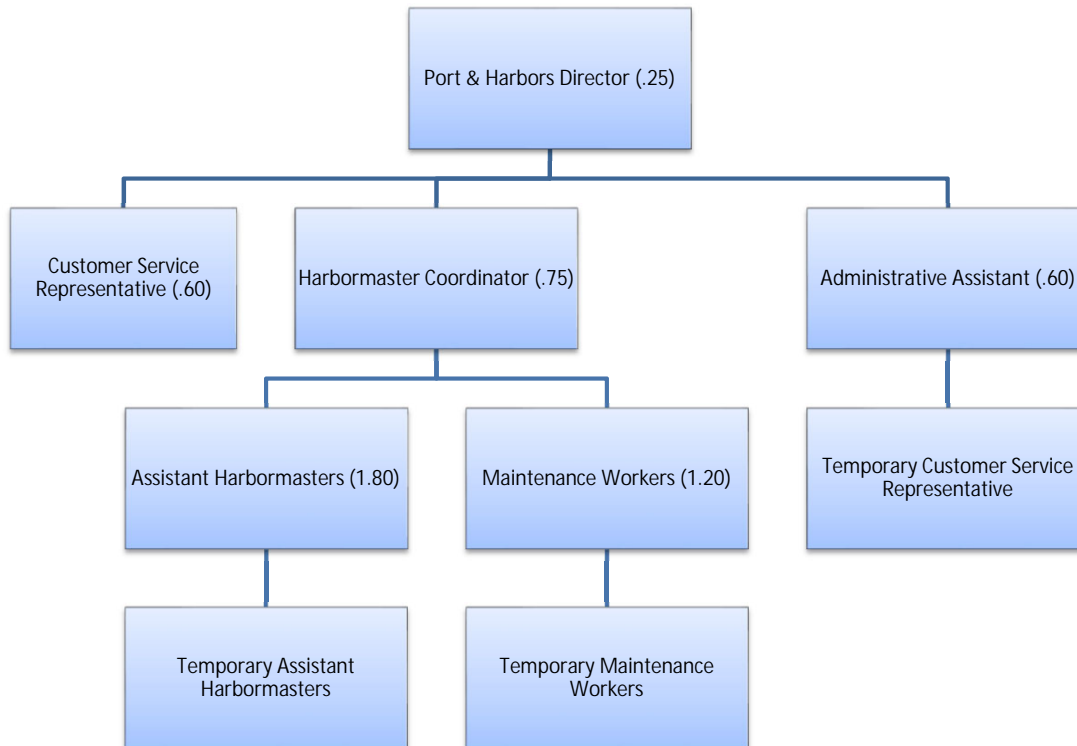 Port & Harbors Director (.25)
Customer Service
Representative (.60)
Harbormaster Coordinator (.75)
Administrative Assistant (.60)
Assistant Harbormasters (1.80)
Maintenance Workers (1.20)
Temporary Customer Service
Representative
Temporary Assistant
Harbormasters
Temporary Maintenance
Workers